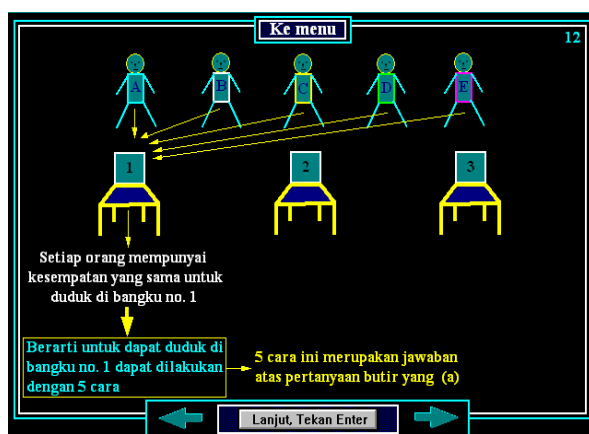 Ke menu
12
A B C D E
1 2 3
Setiap orang mempunyai
kesempatan yang sama untuk
duduk di bangku no. 1
Berarti untuk dapat duduk di
bangku no. 1 dapat dilakukan
dengan 5 cara
5 cara ini merupakan jawaban
atas pertanyaan butir yang (a)
Lanjut, Tekan Enter